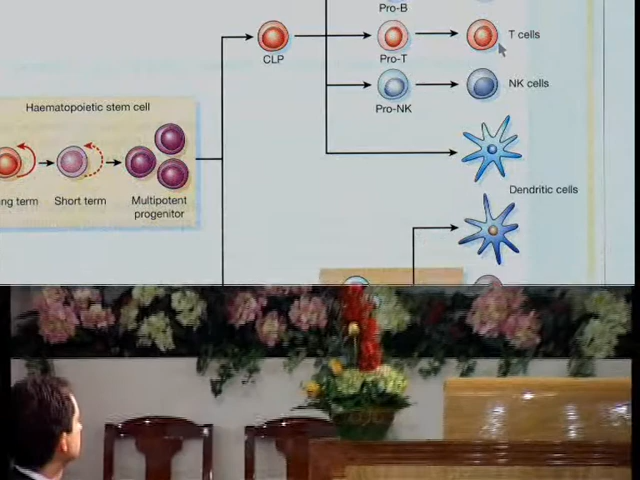 Pro-B
CLP
Pro-T
T cells
Pro-NK
NK cells
Haematopoietic stem cell
ng term
Short term
Multipotent
progenitor
Dendritic cells